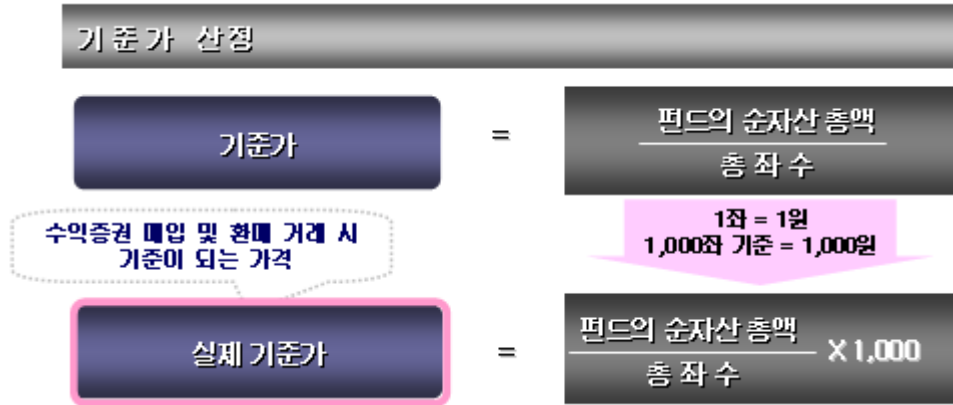 기 준 가 산 정
기준가
=
펀드의 순자산 총액
총 좌 수
수익증권 매입 및 환매 거래 시
기준이 되는 가격
1좌 = 1원
1,000좌 기준 = 1,000원
실제 기준가
=
펀드의 순자산 총액
총 좌 수
X 1,000